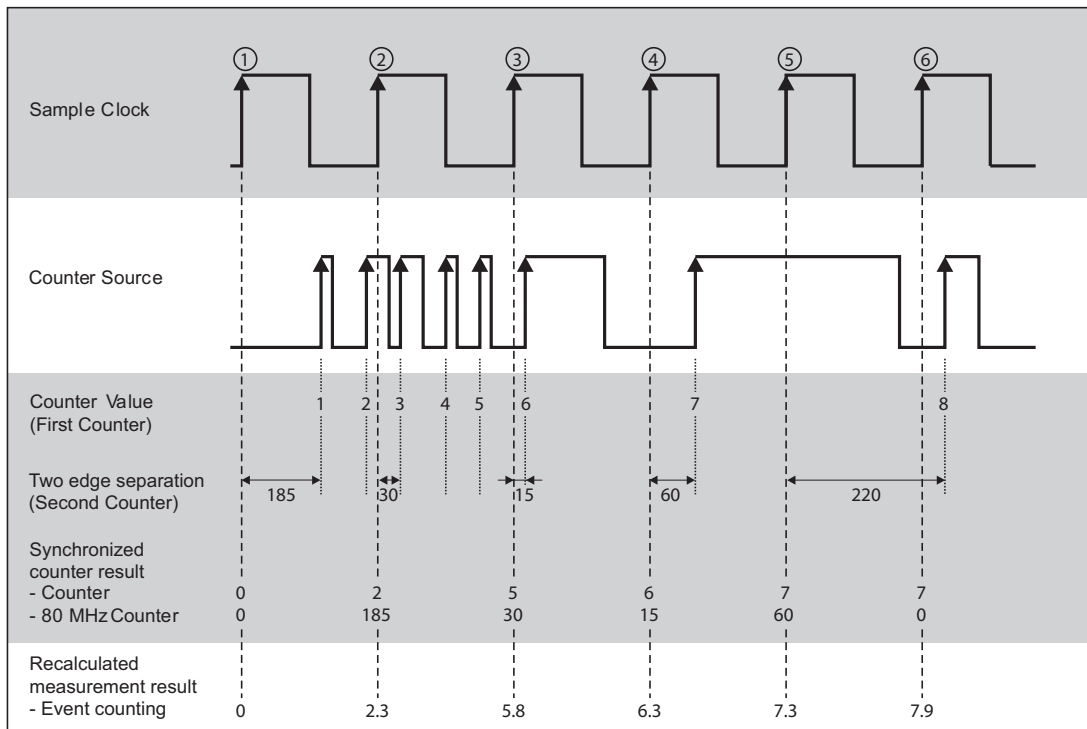 ① ② ③ ④ ⑤ ⑥
Sample Clock
Counter Source
Counter Value
(First Counter)
1 2 3 4 5 6 7 8
Two edge separation
(Second Counter)
185 30 15 60 220
Synchronized
counter result
- Counter 0 2 5 6 7 7
- 80 MHz Counter 0 185 30 15 60 0
Recalculated
measurement result
- Event counting 0 2.3 5.8 6.3 7.3 7.9